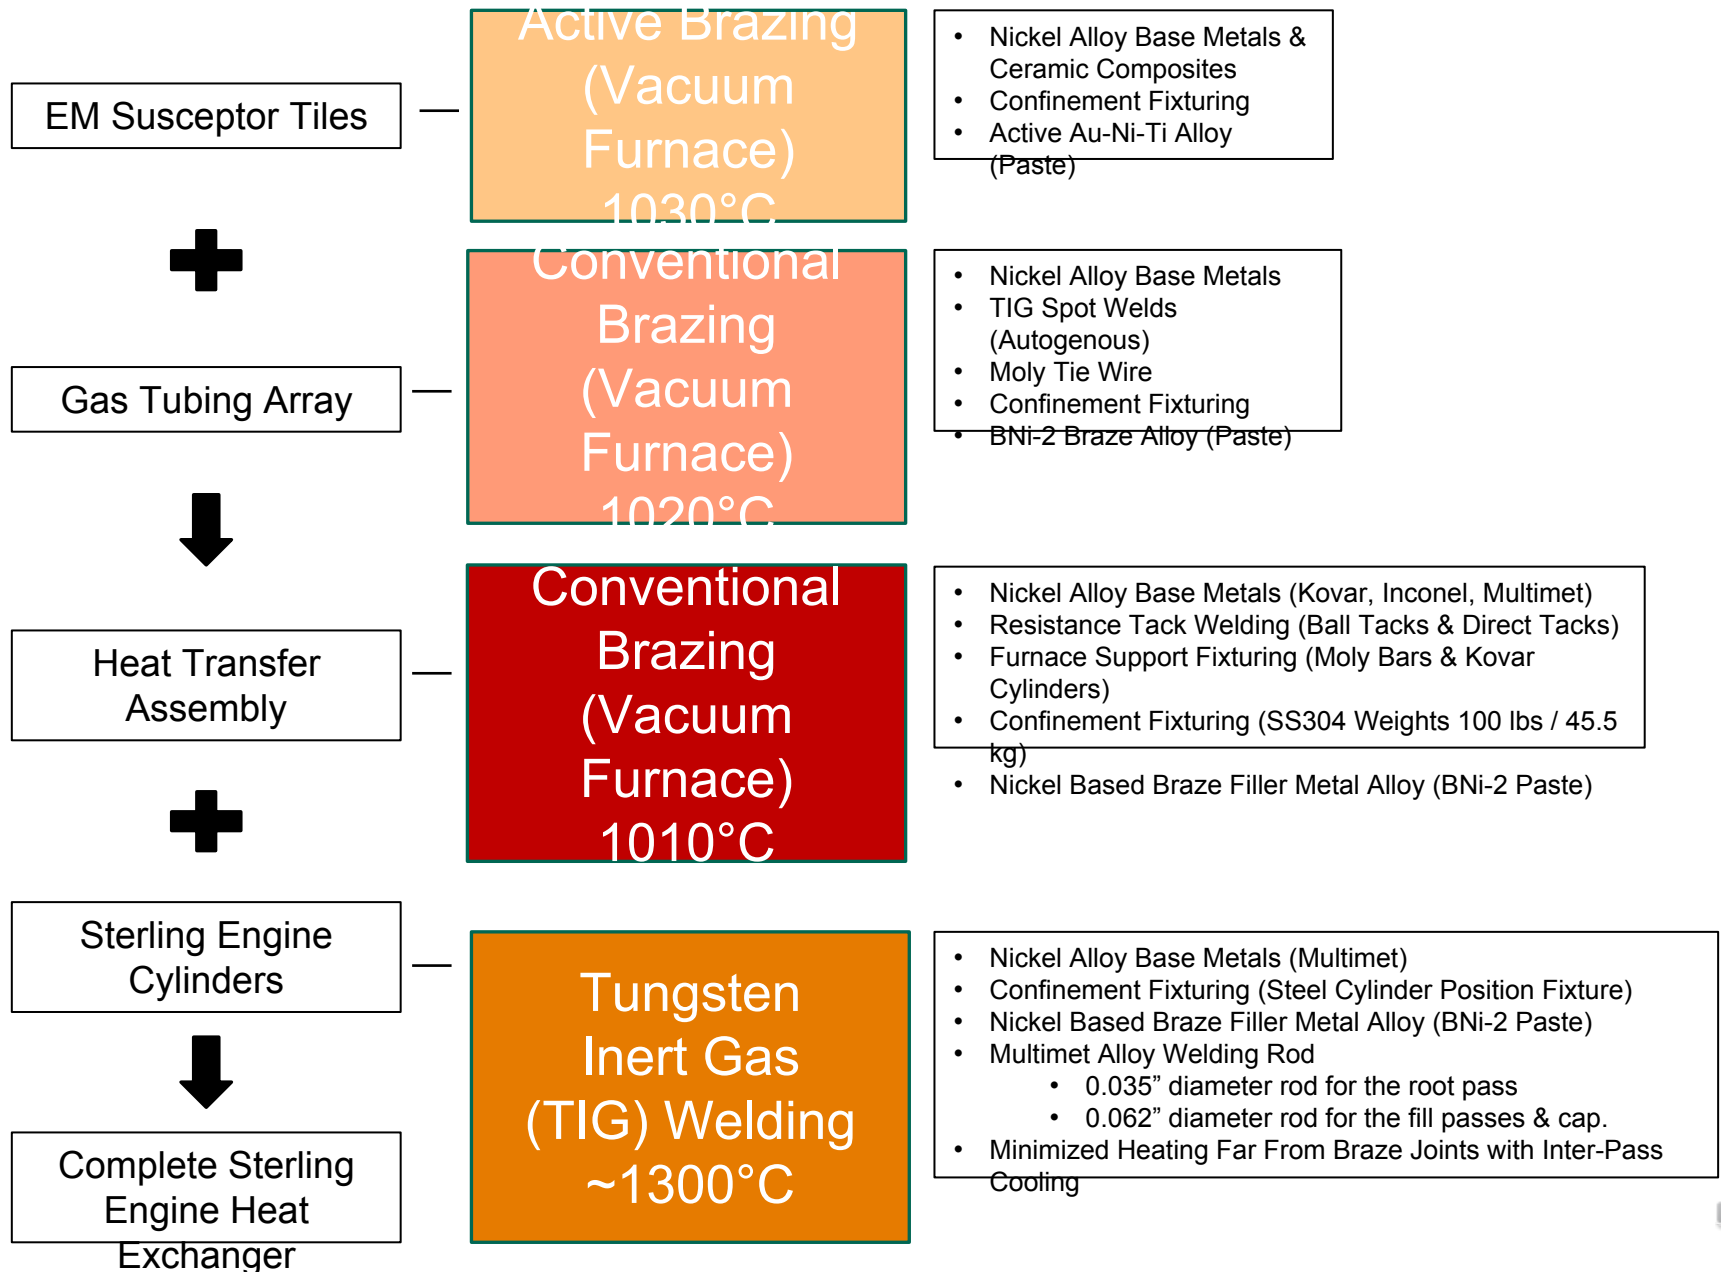 EM Susceptor Tiles
Active Brazing
(Vacuum
Furnace)
1030°C
• Nickel Alloy Base Metals &
Ceramic Composites
• Confinement Fixturing
• Active Au-Ni-Ti Alloy
(Paste)
Gas Tubing Array
Conventional
Brazing
(Vacuum
Furnace)
1020°C
• Nickel Alloy Base Metals
• TIG Spot Welds
(Autogenous)
• Moly Tie Wire
• Confinement Fixturing
• BNi-2 Braze Alloy (Paste)
Heat Transfer
Assembly
Conventional
Brazing
(Vacuum
Furnace)
1010°C
• Nickel Alloy Base Metals (Kovar, Inconel, Multimet)
• Resistance Tack Welding (Ball Tacks & Direct Tacks)
• Furnace Support Fixturing (Moly Bars & Kovar
Cylinders)
• Confinement Fixturing (SS304 Weights 100 lbs / 45.5
kg)
• Nickel Based Braze Filler Metal Alloy (BNi-2 Paste)
Sterling Engine
Cylinders
Tungsten
Inert Gas
(TIG) Welding
~1300°C
• Nickel Alloy Base Metals (Multimet)
• Confinement Fixturing (Steel Cylinder Position Fixture)
• Nickel Based Braze Filler Metal Alloy (BNi-2 Paste)
• Multimet Alloy Welding Rod
• 0.035” diameter rod for the root pass
• 0.062” diameter rod for the fill passes & cap.
• Minimized Heating Far From Braze Joints with Inter-Pass
Cooling
Complete Sterling
Engine Heat
Exchanger